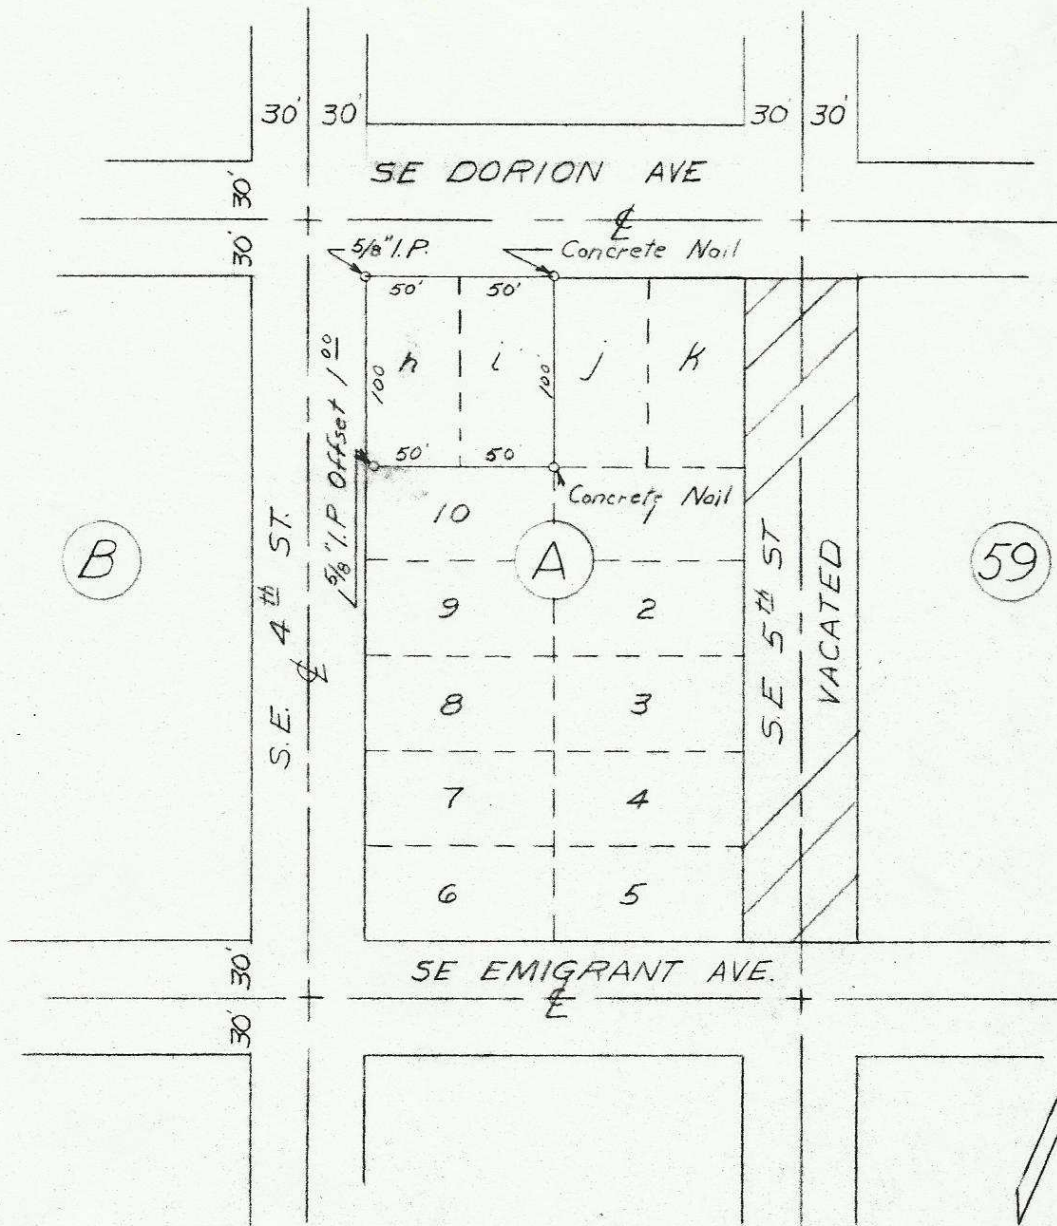 30' 30' 30' 30'
SE DORION AVE
30'
30'
℄
5/8" I.P. Concrete Nail
50' 50'
h i j K
100 100
5/8" I.P. Offset 1 00
50' 50
Concrete Nail
10 1
B A 59
9 2
8 3
7 4
6 5
S.E. 4th ST.
℄
S.E 5th ST
VACATED
30'
30'
SE EMIGRANT AVE.
℄